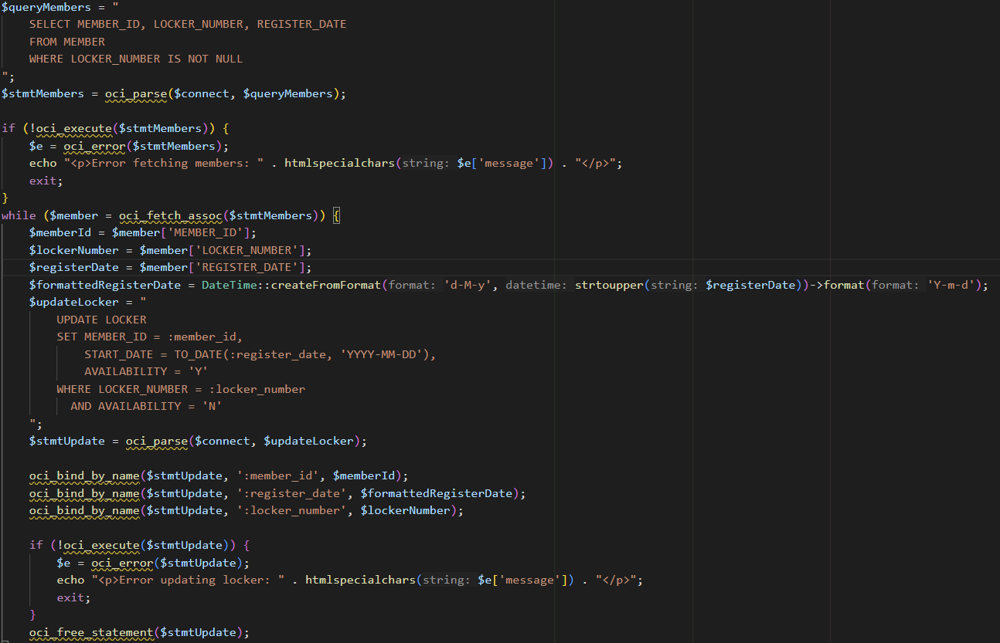 $queryMembers = "
    SELECT MEMBER_ID, LOCKER_NUMBER, REGISTER_DATE
    FROM MEMBER
    WHERE LOCKER_NUMBER IS NOT NULL
";
$stmtMembers = oci_parse($connect, $queryMembers);

if (!oci_execute($stmtMembers)) {
    $e = oci_error($stmtMembers);
    echo "<p>Error fetching members: " . htmlspecialchars(string: $e['message']) . "</p>";
    exit;
}
while ($member = oci_fetch_assoc($stmtMembers)) {
    $memberId = $member['MEMBER_ID'];
    $lockerNumber = $member['LOCKER_NUMBER'];
    $registerDate = $member['REGISTER_DATE'];
    $formattedRegisterDate = DateTime::createFromFormat(format: 'd-M-y', datetime: strtoupper(string: $registerDate))->format(format: 'Y-m-d');
    $updateLocker = "
        UPDATE LOCKER
        SET MEMBER_ID = :member_id,
            START_DATE = TO_DATE(:register_date, 'YYYY-MM-DD'),
            AVAILABILITY = 'Y'
        WHERE LOCKER_NUMBER = :locker_number
          AND AVAILABILITY = 'N'
    ";
    $stmtUpdate = oci_parse($connect, $updateLocker);

    oci_bind_by_name($stmtUpdate, ':member_id', $memberId);
    oci_bind_by_name($stmtUpdate, ':register_date', $formattedRegisterDate);
    oci_bind_by_name($stmtUpdate, ':locker_number', $lockerNumber);

    if (!oci_execute($stmtUpdate)) {
        $e = oci_error($stmtUpdate);
        echo "<p>Error updating locker: " . htmlspecialchars(string: $e['message']) . "</p>";
        exit;
    }
    oci_free_statement($stmtUpdate);